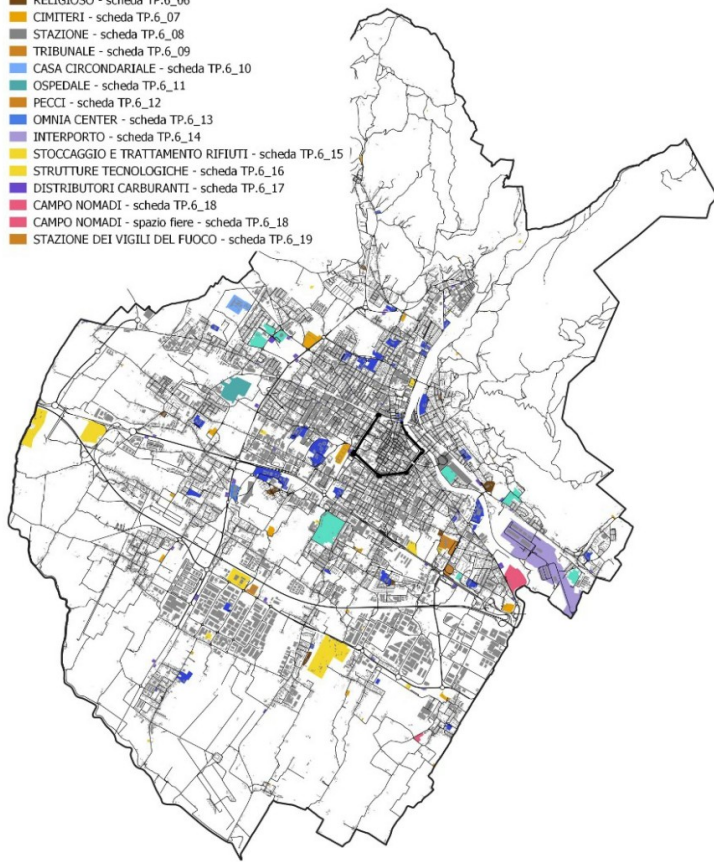 RELIGIOSO - scheda TP.6_06
CIMITERI - scheda TP.6_07
STAZIONE - scheda TP.6_08
TRIBUNALE - scheda TP.6_09
CASA CIRCONDARIALE - scheda TP.6_10
OSPEDALE - scheda TP.6_11
PECCI - scheda TP.6_12
OMNIA CENTER - scheda TP.6_13
INTERPORTO - scheda TP.6_14
STOCCAGGIO E TRATTAMENTO RIFIUTI - scheda TP.6_15
STRUTTURE TECNOLOGICHE - scheda TP.6_16
DISTRIBUTORI CARBURANTI - scheda TP.6_17
CAMPO NOMADI - scheda TP.6_18
CAMPO NOMADI - spazio fiere - scheda TP.6_18
STAZIONE DEI VIGILI DEL FUOCO - scheda TP.6_19